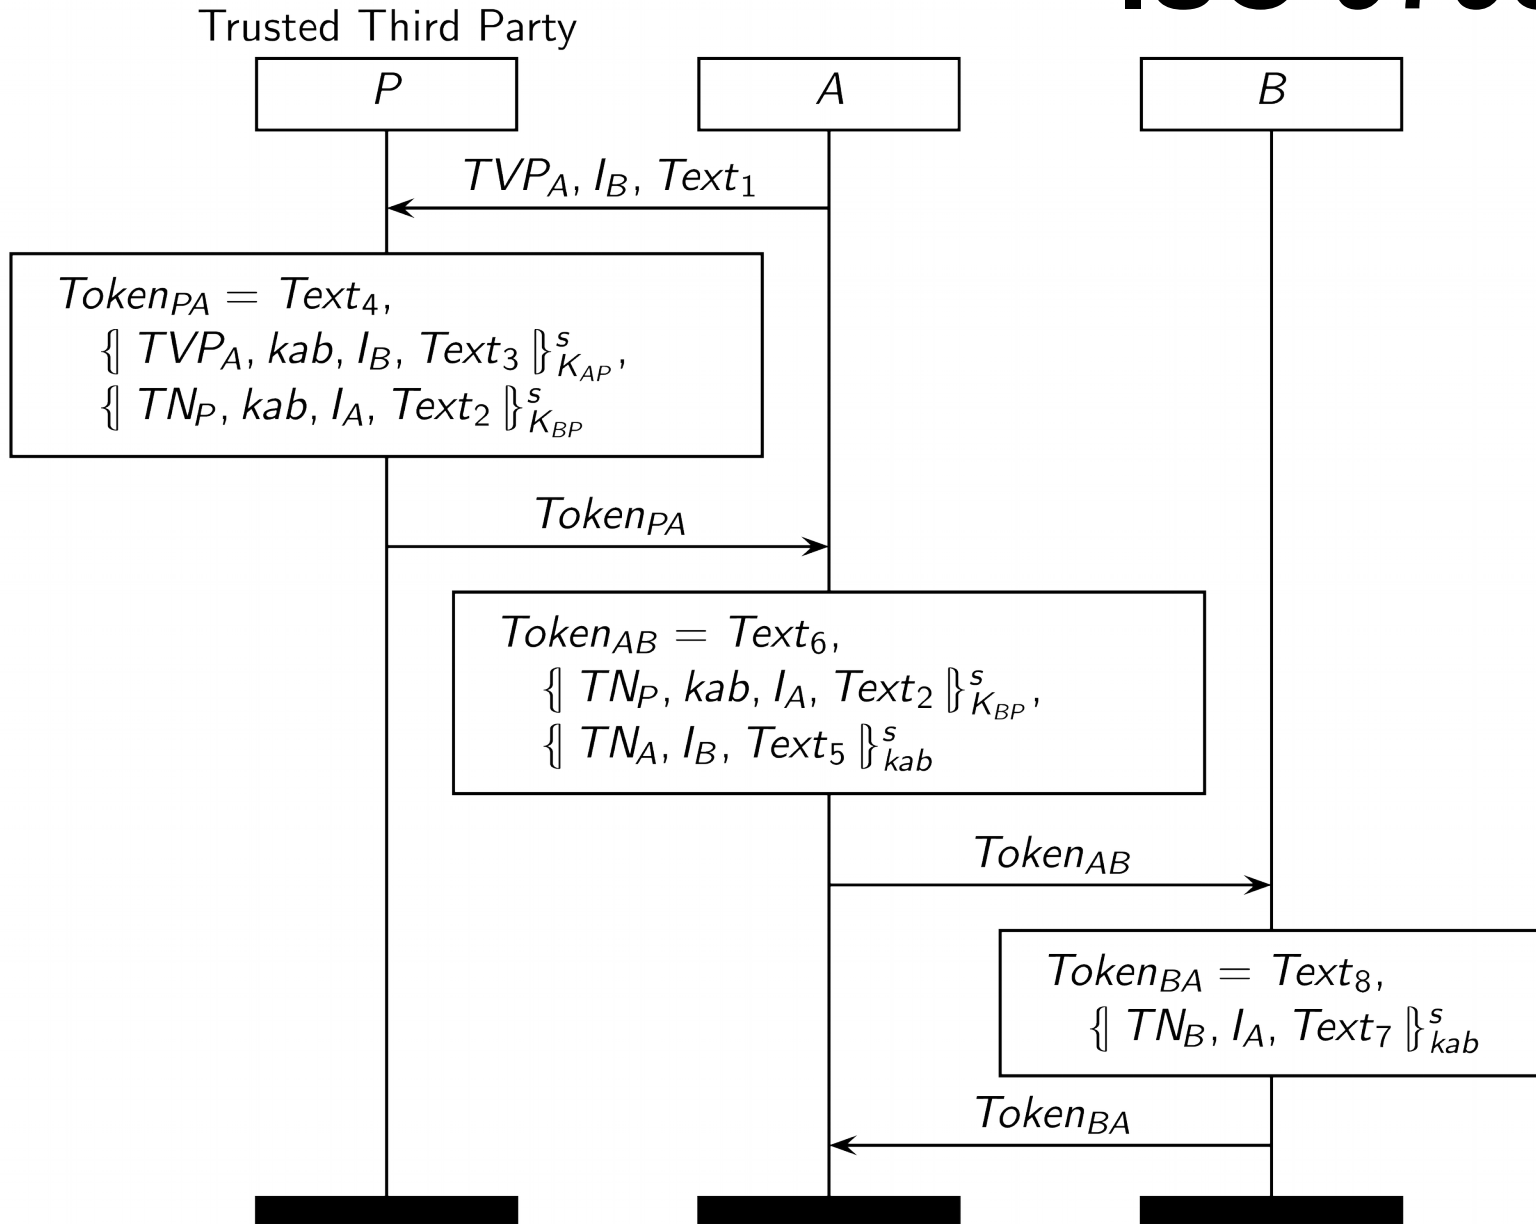 Trusted Third Party
P
A
B
TVP_A, I_B, Text_1
Token_PA = Text_4,
{| TVP_A, kab, I_B, Text_3 |}^s_K_AP,
{| TN_P, kab, I_A, Text_2 |}^s_K_BP
Token_PA
Token_AB = Text_6,
{| TN_P, kab, I_A, Text_2 |}^s_K_BP,
{| TN_A, I_B, Text_5 |}^s_kab
Token_AB
Token_BA = Text_8,
{| TN_B, I_A, Text_7 |}^s_kab
Token_BA